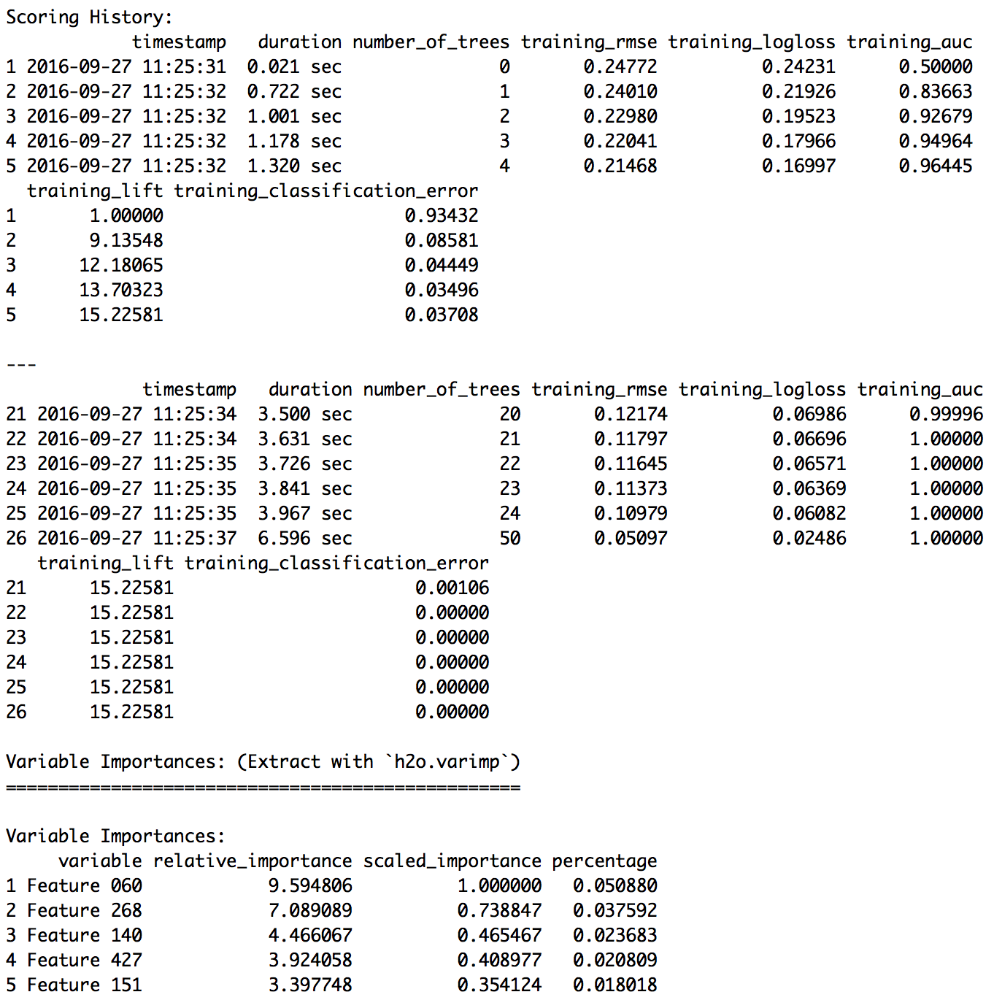 Scoring History:
            timestamp   duration number_of_trees training_rmse training_logloss training_auc
1 2016-09-27 11:25:31  0.021 sec               0       0.24772          0.24231      0.50000
2 2016-09-27 11:25:32  0.722 sec               1       0.24010          0.21926      0.83663
3 2016-09-27 11:25:32  1.001 sec               2       0.22980          0.19523      0.92679
4 2016-09-27 11:25:32  1.178 sec               3       0.22041          0.17966      0.94964
5 2016-09-27 11:25:32  1.320 sec               4       0.21468          0.16997      0.96445
  training_lift training_classification_error
1       1.00000                       0.93432
2       9.13548                       0.08581
3      12.18065                       0.04449
4      13.70323                       0.03496
5      15.22581                       0.03708
---
             timestamp   duration number_of_trees training_rmse training_logloss training_auc
21 2016-09-27 11:25:34  3.500 sec              20       0.12174          0.06986      0.99996
22 2016-09-27 11:25:34  3.631 sec              21       0.11797          0.06696      1.00000
23 2016-09-27 11:25:35  3.726 sec              22       0.11645          0.06571      1.00000
24 2016-09-27 11:25:35  3.841 sec              23       0.11373          0.06369      1.00000
25 2016-09-27 11:25:35  3.967 sec              24       0.10979          0.06082      1.00000
26 2016-09-27 11:25:37  6.596 sec              50       0.05097          0.02486      1.00000
   training_lift training_classification_error
21      15.22581                       0.00106
22      15.22581                       0.00000
23      15.22581                       0.00000
24      15.22581                       0.00000
25      15.22581                       0.00000
26      15.22581                       0.00000
Variable Importances: (Extract with `h2o.varimp`)
=================================================
Variable Importances:
     variable relative_importance scaled_importance percentage
1 Feature 060            9.594806          1.000000   0.050880
2 Feature 268            7.089089          0.738847   0.037592
3 Feature 140            4.466067          0.465467   0.023683
4 Feature 427            3.924058          0.408977   0.020809
5 Feature 151            3.397748          0.354124   0.018018